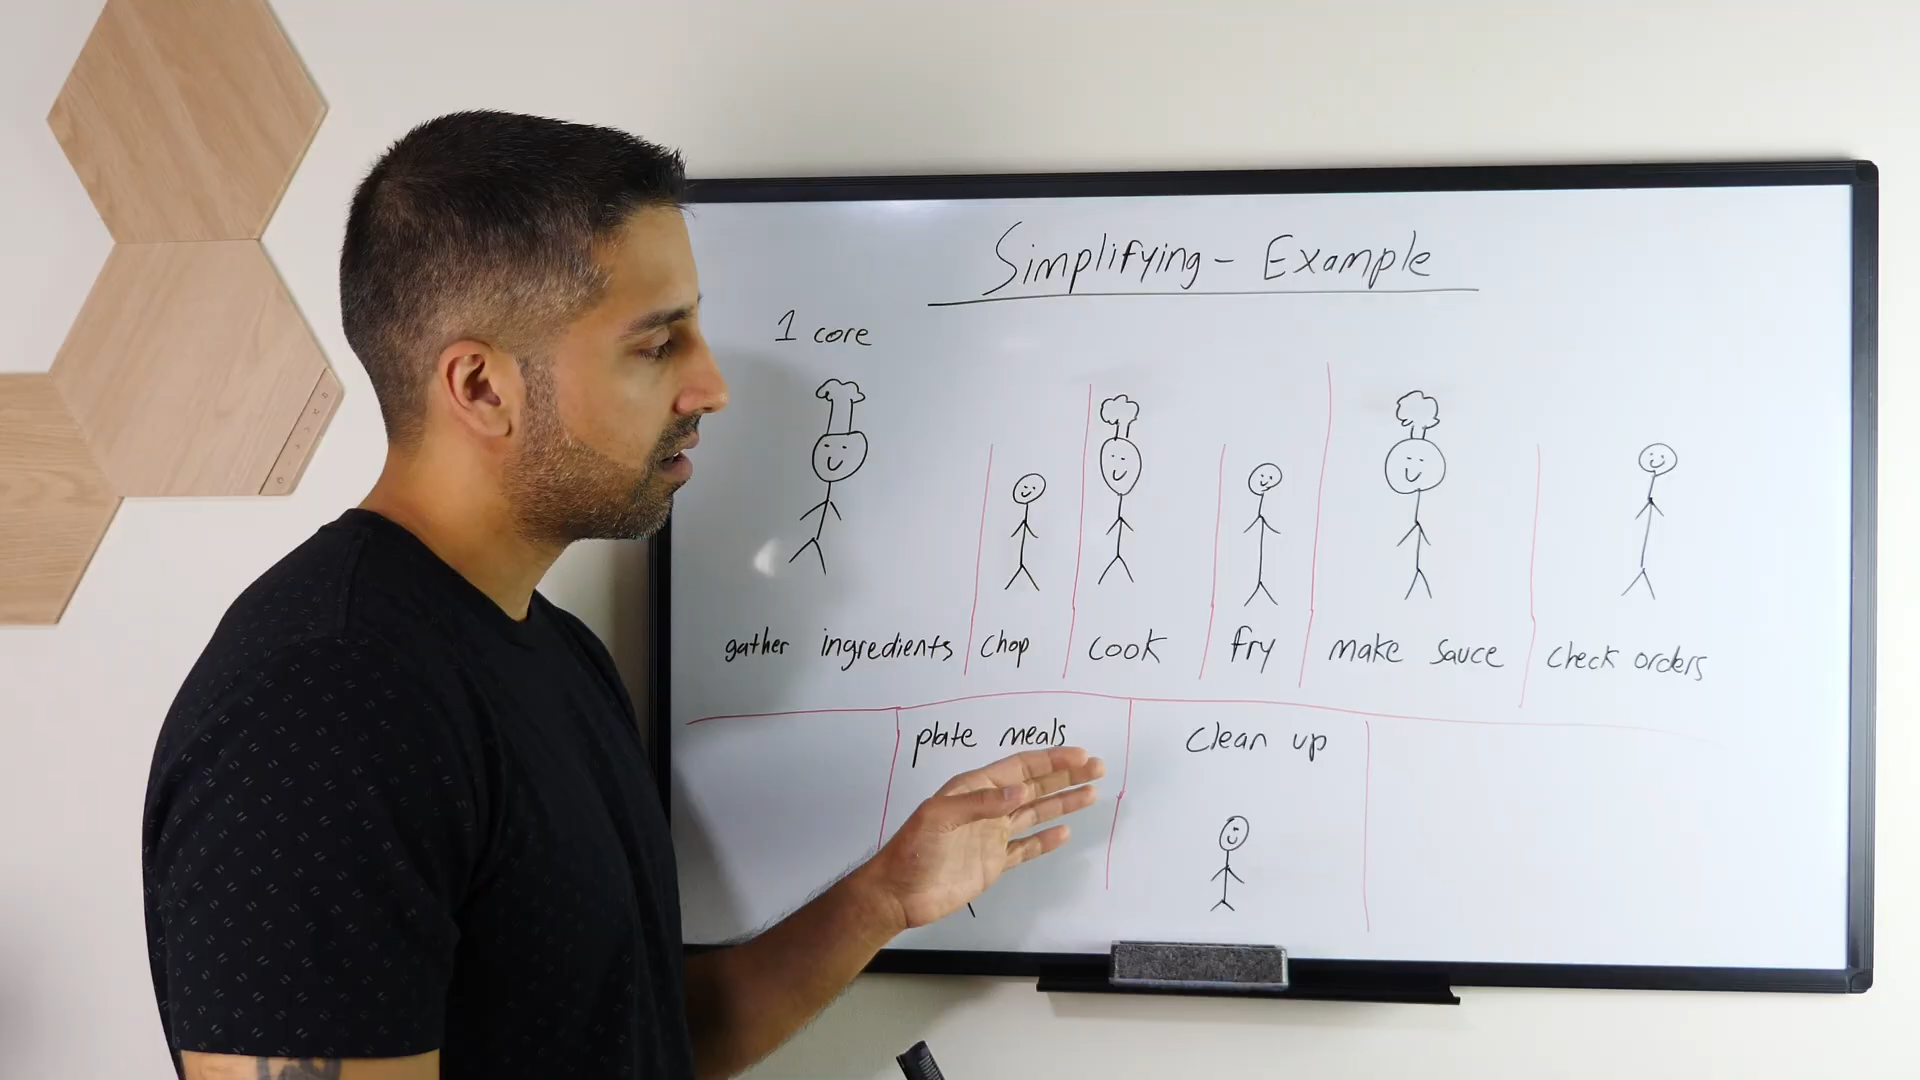 Simplifying - Example
1 core
gather ingredients
chop
cook
fry
make sauce
check orders
plate meals
clean up